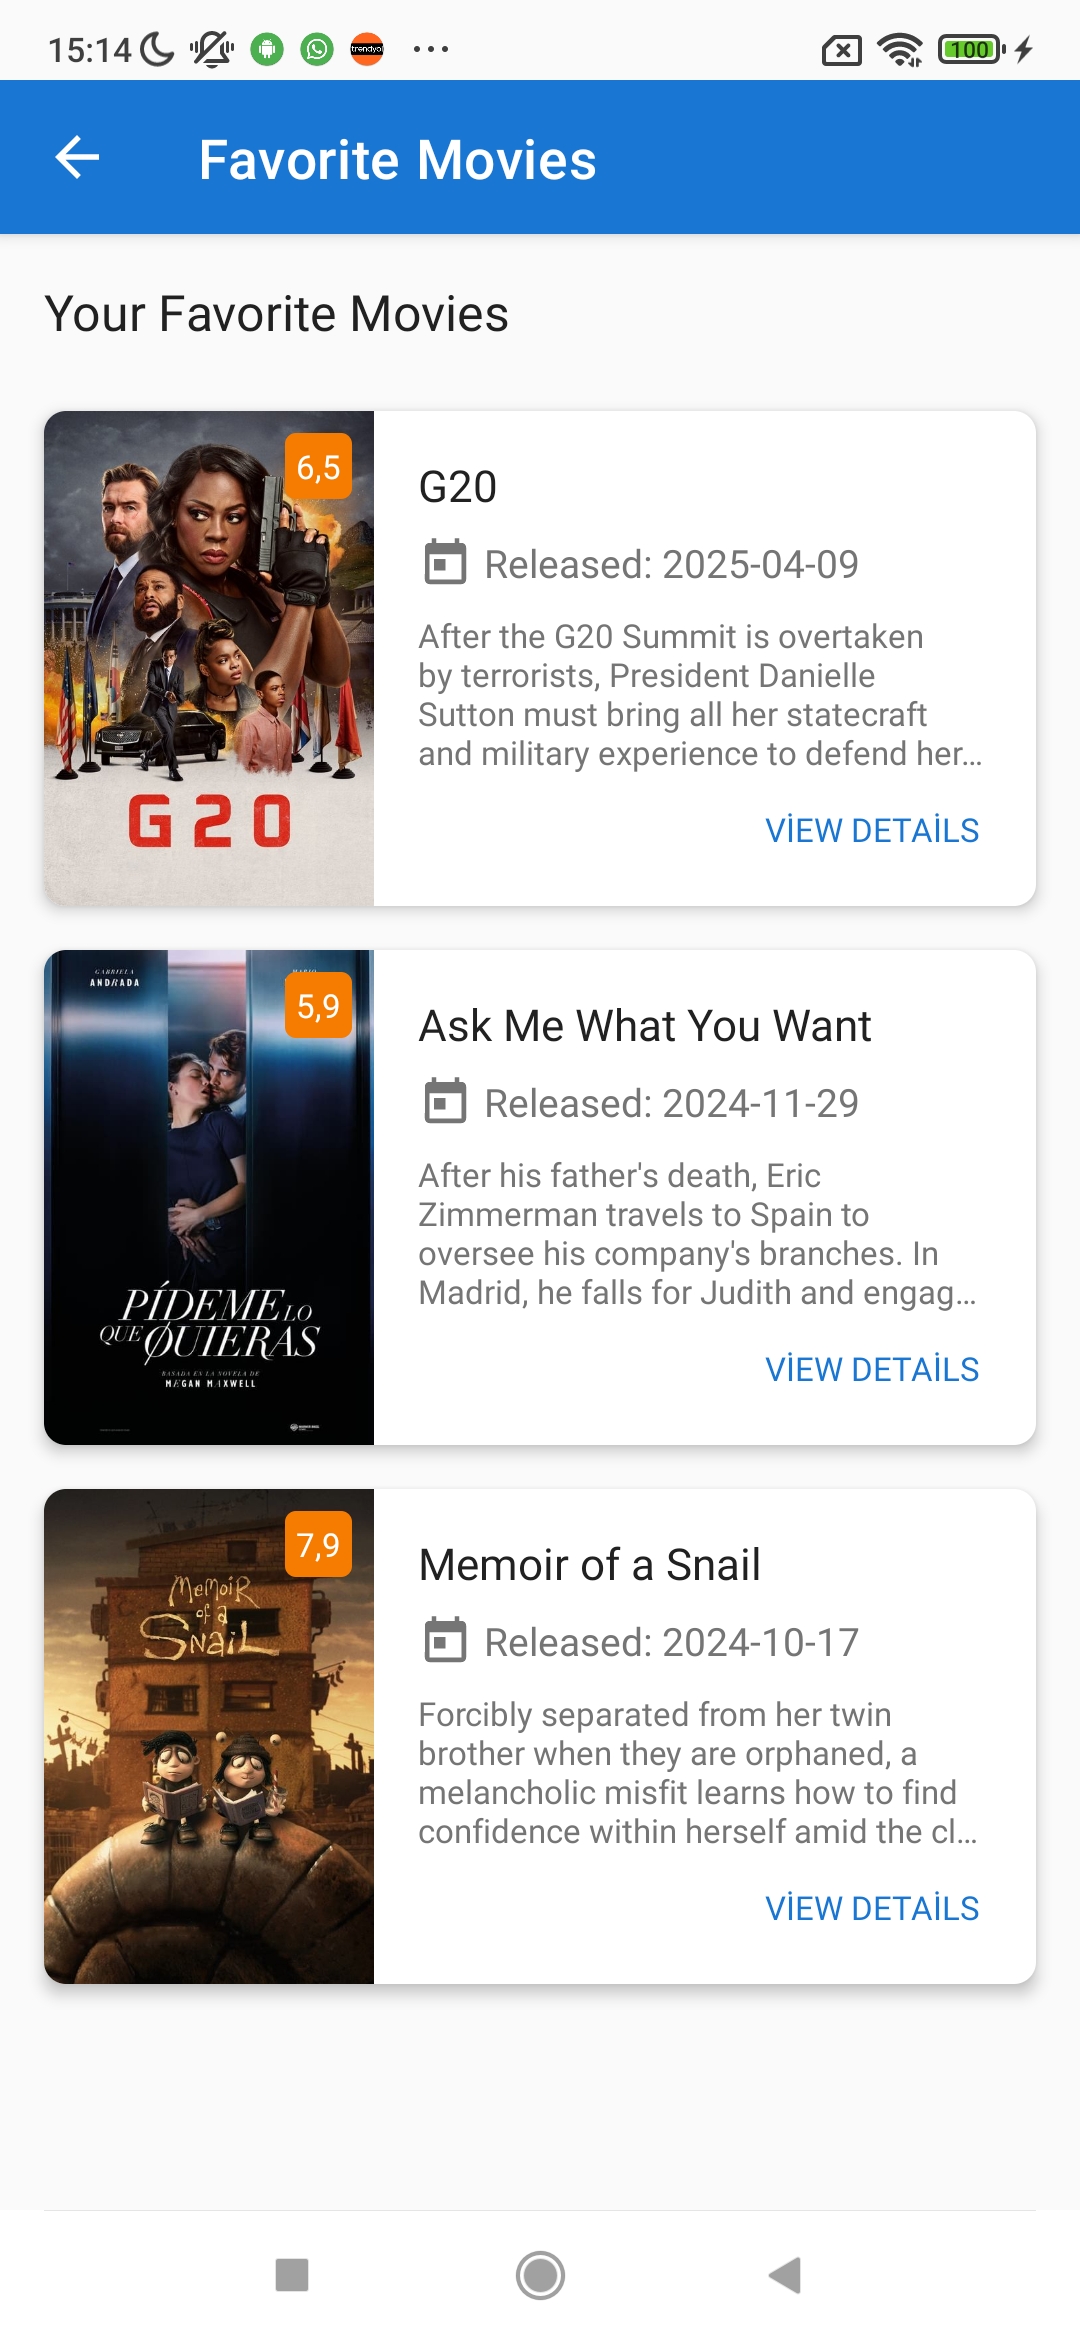 15:14
trendyol
100
Favorite Movies
Your Favorite Movies
6,5
G20
G20
Released: 2025-04-09
After the G20 Summit is overtaken
by terrorists, President Danielle
Sutton must bring all her statecraft
and military experience to defend her…
VİEW DETAİLS
GABRIELA
ANDRADA
MARIO
5,9
PÍDEME LO
QUE QUIERAS
BASADA EN LA NOVELA DE
MEGAN MAXWELL
Ask Me What You Want
Released: 2024-11-29
After his father's death, Eric
Zimmerman travels to Spain to
oversee his company's branches. In
Madrid, he falls for Judith and engag…
VİEW DETAİLS
7,9
Memoir
of a
Snail
Memoir of a Snail
Released: 2024-10-17
Forcibly separated from her twin
brother when they are orphaned, a
melancholic misfit learns how to find
confidence within herself amid the cl…
VİEW DETAİLS